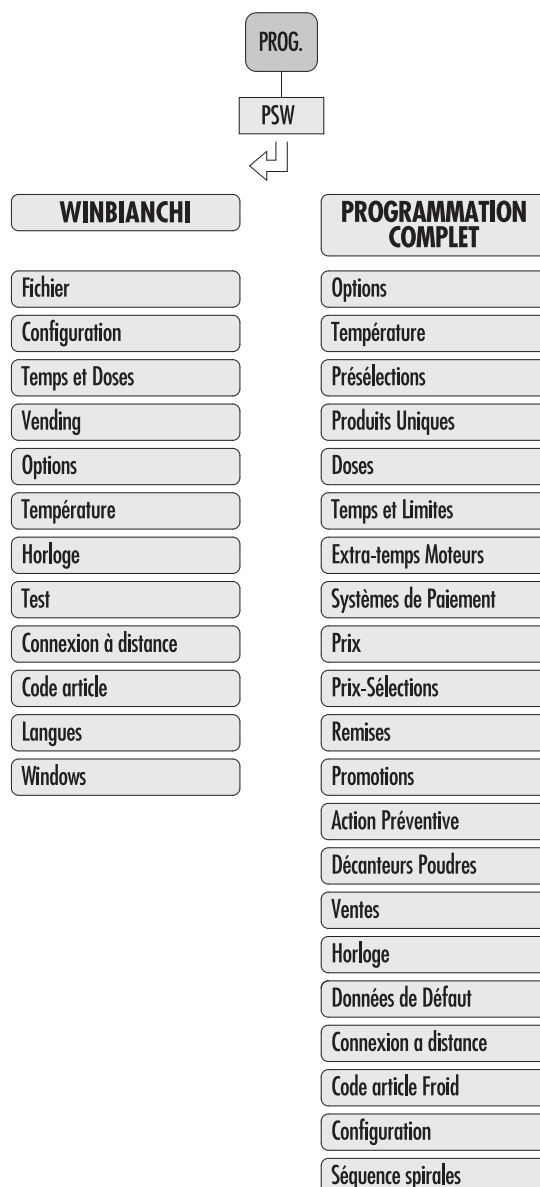 PROG.
PSW
WINBIANCHI
Fichier
Configuration
Temps et Doses
Vending
Options
Température
Horloge
Test
Connexion à distance
Code article
Langues
Windows
PROGRAMMATION
COMPLET
Options
Température
Présélections
Produits Uniques
Doses
Temps et Limites
Extra-temps Moteurs
Systèmes de Paiement
Prix
Prix-Sélections
Remises
Promotions
Action Préventive
Décanteurs Poudres
Ventes
Horloge
Données de Défaut
Connexion a distance
Code article Froid
Configuration
Séquence spirales